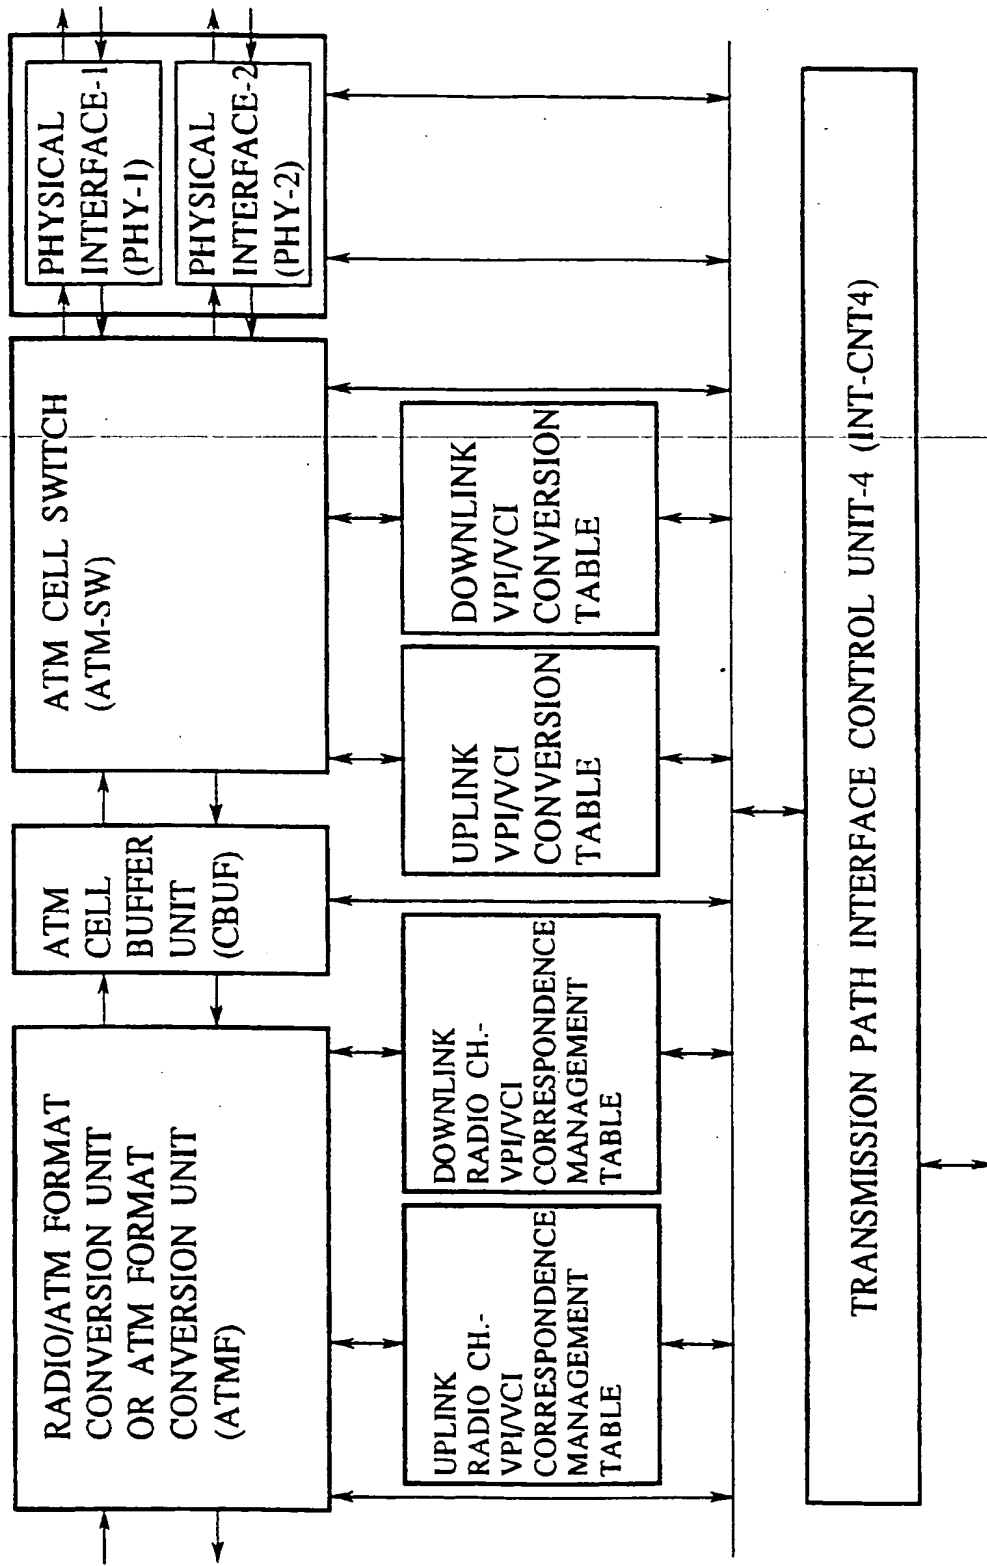 RADIO/ATM FORMAT
CONVERSION UNIT
OR ATM FORMAT
CONVERSION UNIT
(ATMF)
ATM
CELL
BUFFER
UNIT
(CBUF)
ATM CELL SWITCH
(ATM-SW)
PHYSICAL
INTERFACE-1
(PHY-1)
PHYSICAL
INTERFACE-2
(PHY-2)
UPLINK
RADIO CH.-
VPI/VCI
CORRESPONDENCE
MANAGEMENT
TABLE
DOWNLINK
RADIO CH.-
VPI/VCI
CORRESPONDENCE
MANAGEMENT
TABLE
UPLINK
VPI/VCI
CONVERSION
TABLE
DOWNLINK
VPI/VCI
CONVERSION
TABLE
TRANSMISSION PATH INTERFACE CONTROL UNIT-4 (INT-CNT4)